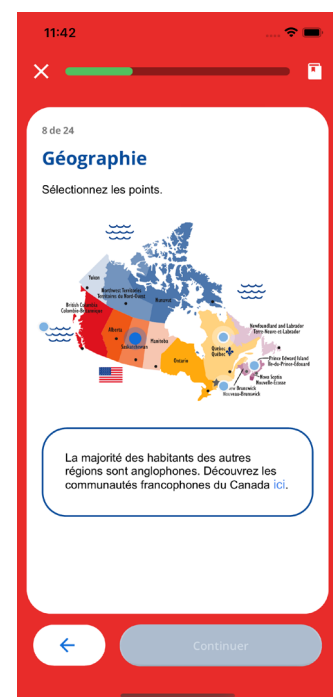 11:42
8 de 24
Géographie
Sélectionnez les points.
Yukon
Northwest Territories
Territoires du Nord-Ouest
Nunavut
British Columbia
Colombie-Britannique
Alberta
Saskatchewan
Manitoba
Ontario
Quebec
Québec
Newfoundland and Labrador
Terre-Neuve-et-Labrador
Prince Edward Island
Île-du-Prince-Édouard
Nova Scotia
Nouvelle-Écosse
New Brunswick
Nouveau-Brunswick
La majorité des habitants des autres
régions sont anglophones. Découvrez les
communautés francophones du Canada ici.
Continuer